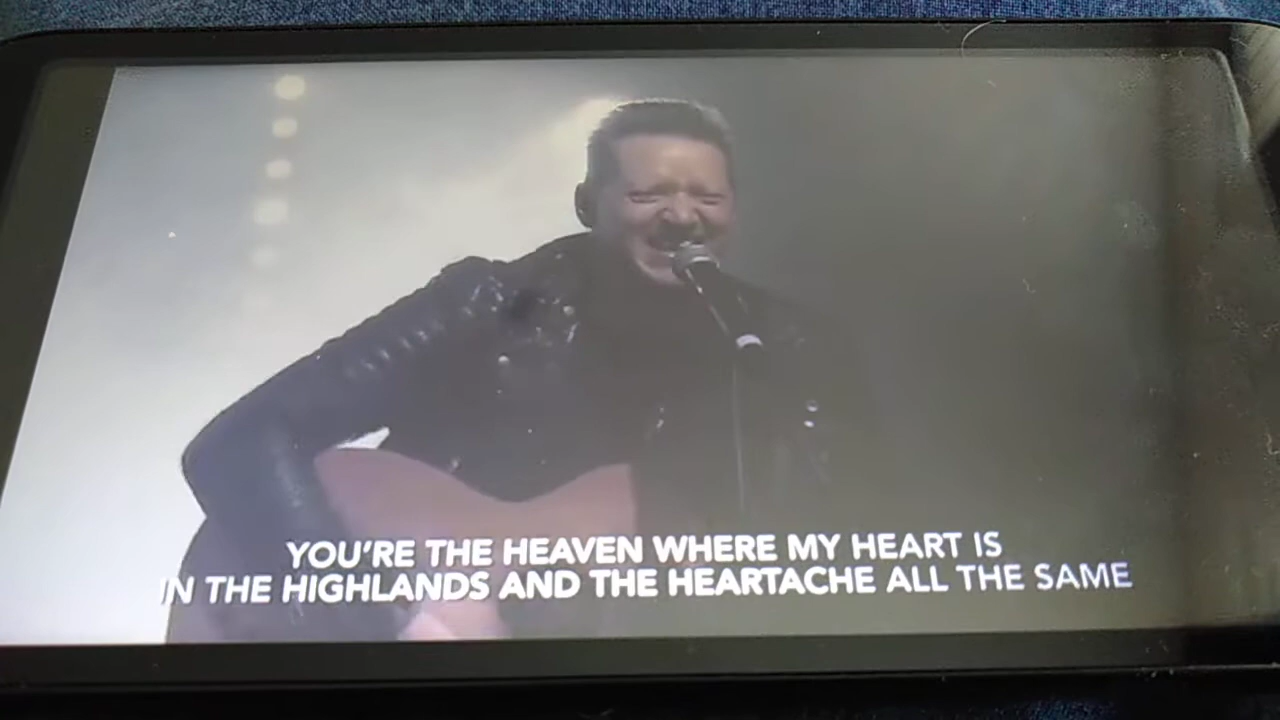 YOU'RE THE HEAVEN WHERE MY HEART IS
IN THE HIGHLANDS AND THE HEARTACHE ALL THE SAME